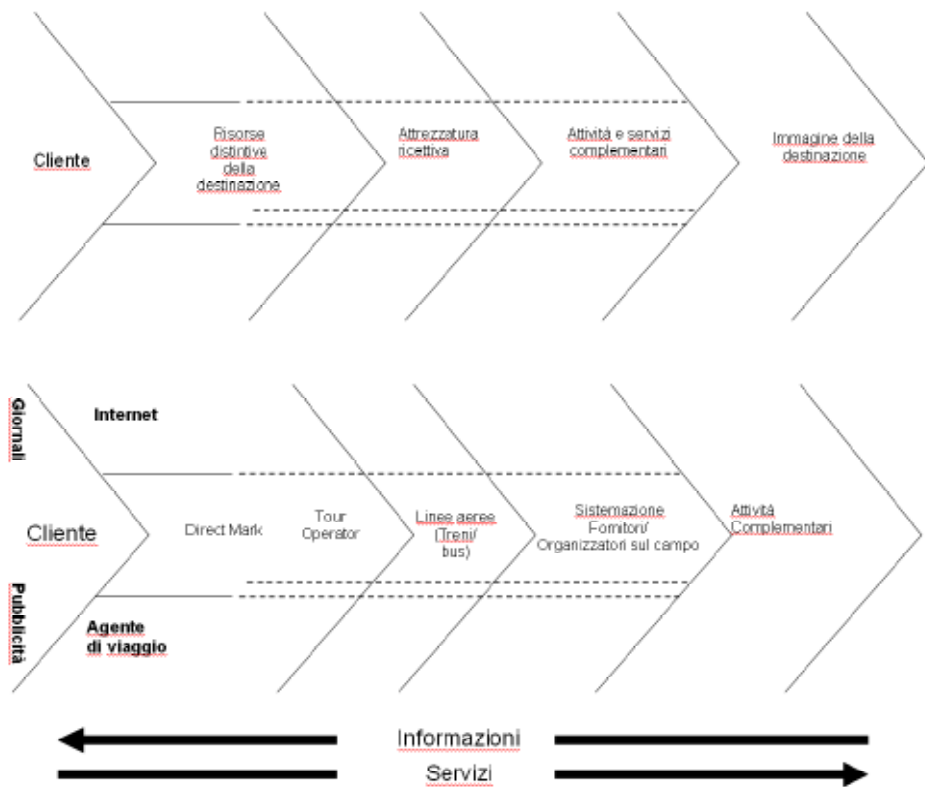 Cliente
Risorse
distintive
della
destinazione
Attrezzatura
ricettiva
Attività e servizi
complementari
Immagine della
destinazione
Giornali
Internet
Cliente
Direct Mark
Tour
Operator
Linee aeree
(Treni/
bus)
Sistemazione
Fornitori/
Organizzatori sul campo
Attività
Complementari
Pubblicità
Agente
di viaggio
Informazioni
Servizi